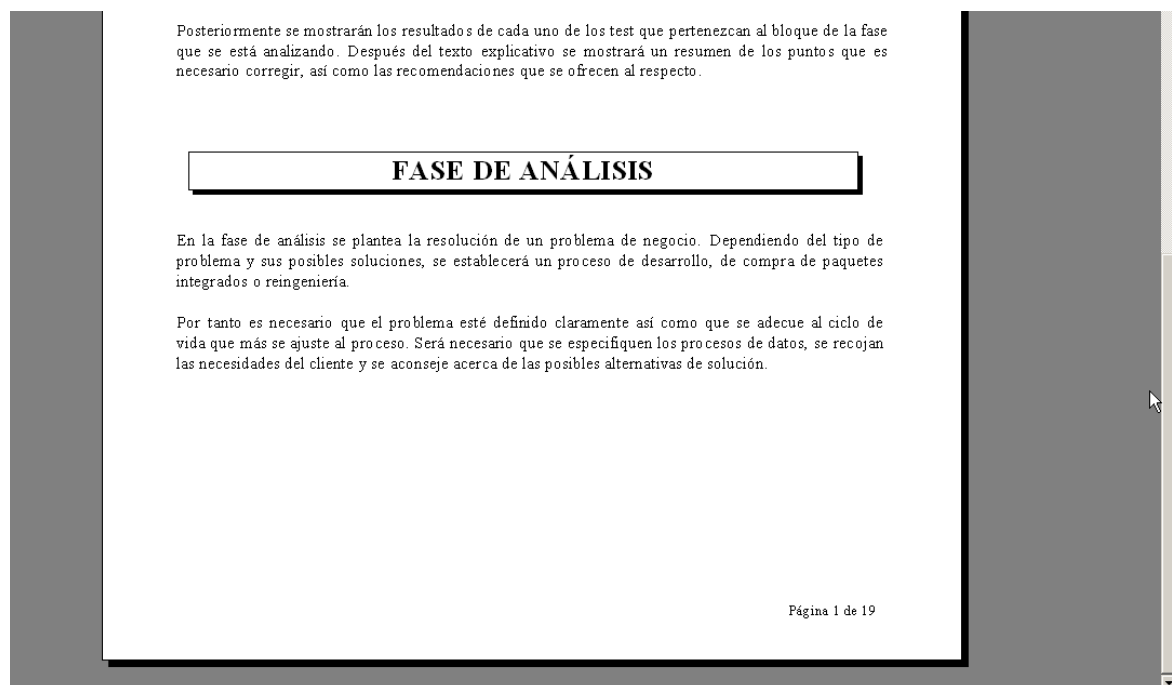 Posteriormente se mostrarán los resultados de cada uno de los test que pertenezcan al bloque de la fase
que se está analizando. Después del texto explicativo se mostrará un resumen de los puntos que es
necesario corregir, así como las recomendaciones que se ofrecen al respecto.
FASE DE ANÁLISIS
En la fase de análisis se plantea la resolución de un problema de negocio. Dependiendo del tipo de
problema y sus posibles soluciones, se establecerá un proceso de desarrollo, de compra de paquetes
integrados o reingeniería.
Por tanto es necesario que el problema esté definido claramente así como que se adecue al ciclo de
vida que más se ajuste al proceso. Será necesario que se especifiquen los procesos de datos, se recojan
las necesidades del cliente y se aconseje acerca de las posibles alternativas de solución.
Página 1 de 19